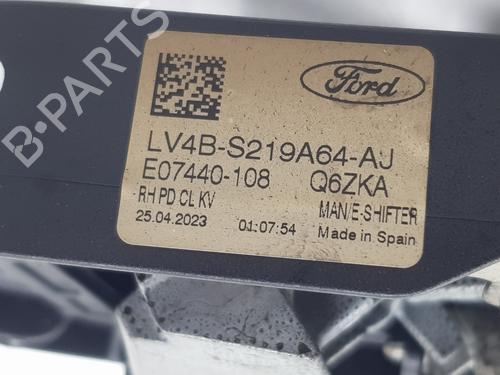 B-PARTS
Ford
LV4B-S219A64-AJ
E07440-108 Q6ZKA
RH PD CL KV MAN/E-SHIFTER
25.04.2023 01:07:54 Made in Spain